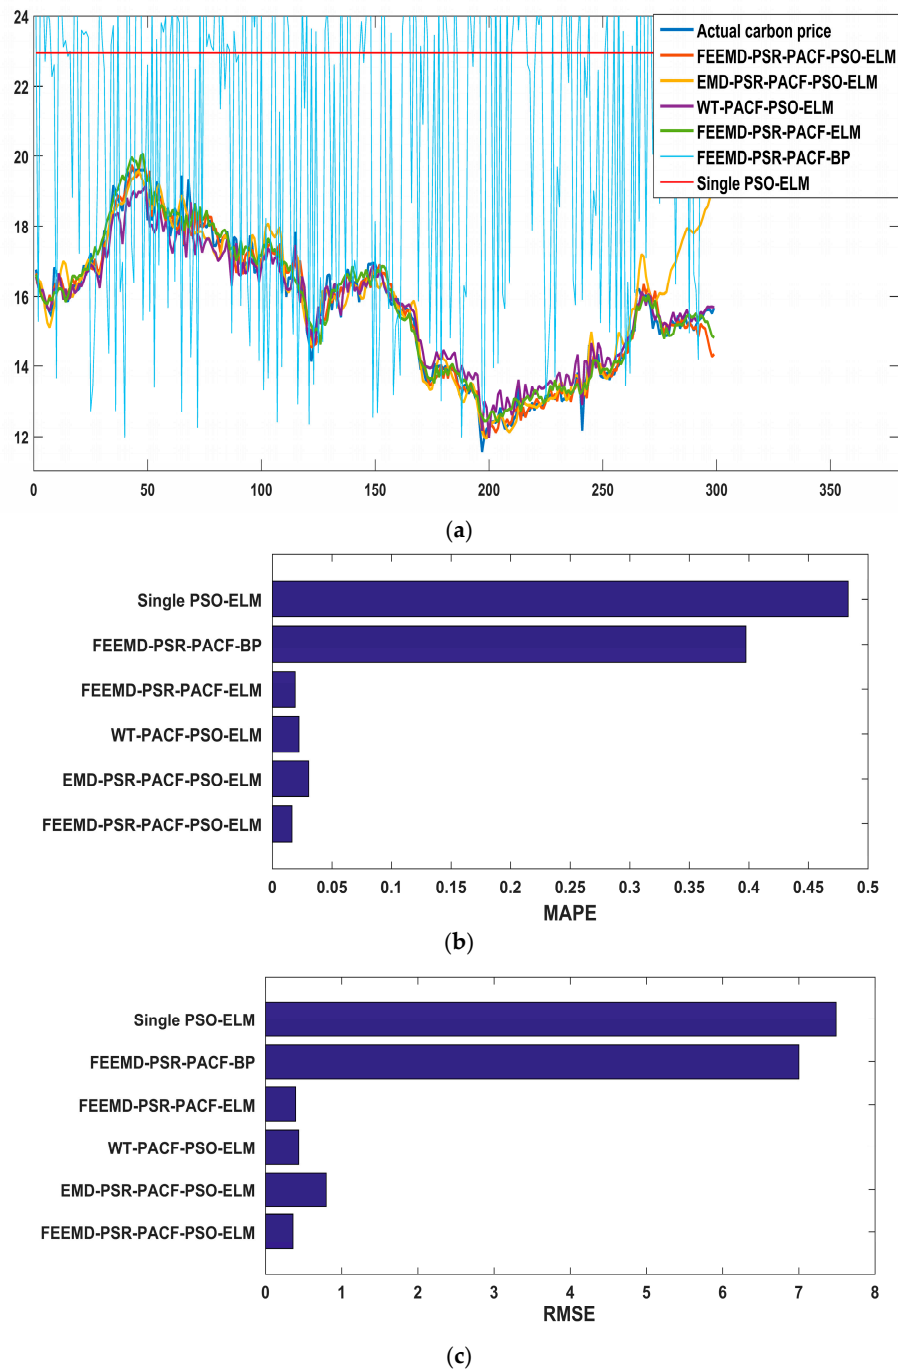 24
22
20
18
16
14
12
0 50 100 150 200 250 300 350
Actual carbon price
FEEMD-PSR-PACF-PSO-ELM
EMD-PSR-PACF-PSO-ELM
WT-PACF-PSO-ELM
FEEMD-PSR-PACF-ELM
FEEMD-PSR-PACF-BP
Single PSO-ELM
(a)
Single PSO-ELM
FEEMD-PSR-PACF-BP
FEEMD-PSR-PACF-ELM
WT-PACF-PSO-ELM
EMD-PSR-PACF-PSO-ELM
FEEMD-PSR-PACF-PSO-ELM
0 0.05 0.1 0.15 0.2 0.25 0.3 0.35 0.4 0.45 0.5
MAPE
(b)
Single PSO-ELM
FEEMD-PSR-PACF-BP
FEEMD-PSR-PACF-ELM
WT-PACF-PSO-ELM
EMD-PSR-PACF-PSO-ELM
FEEMD-PSR-PACF-PSO-ELM
0 1 2 3 4 5 6 7 8
RMSE
(c)